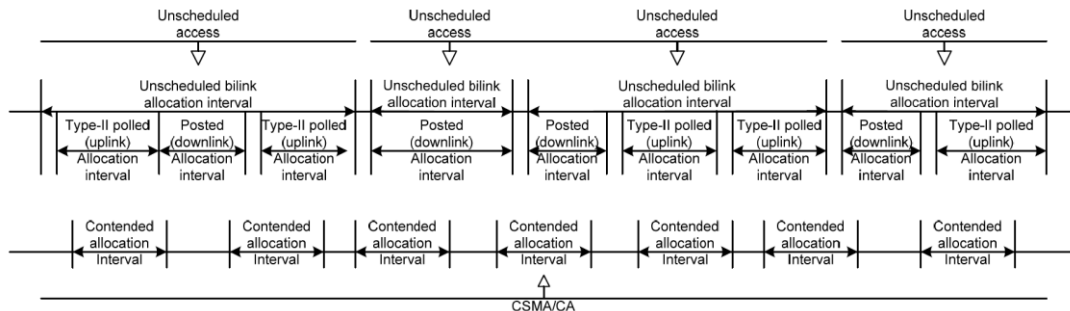 Unscheduled access
Unscheduled access
Unscheduled access
Unscheduled access
Unscheduled bilink allocation interval
Unscheduled bilink allocation interval
Unscheduled bilink allocation interval
Unscheduled bilink allocation interval
Type-II polled (uplink) Allocation interval
Posted (downlink) Allocation interval
Type-II polled (uplink) Allocation interval
Posted (downlink) Allocation interval
Posted (downlink) Allocation interval
Type-II polled (uplink) Allocation interval
Type-II polled (uplink) Allocation interval
Posted (downlink) Allocation interval
Type-II polled (uplink) Allocation interval
Contended allocation Interval
Contended allocation Interval
Contended allocation Interval
Contended allocation Interval
Contended allocation Interval
Contended allocation Interval
Contended allocation Interval
CSMA/CA